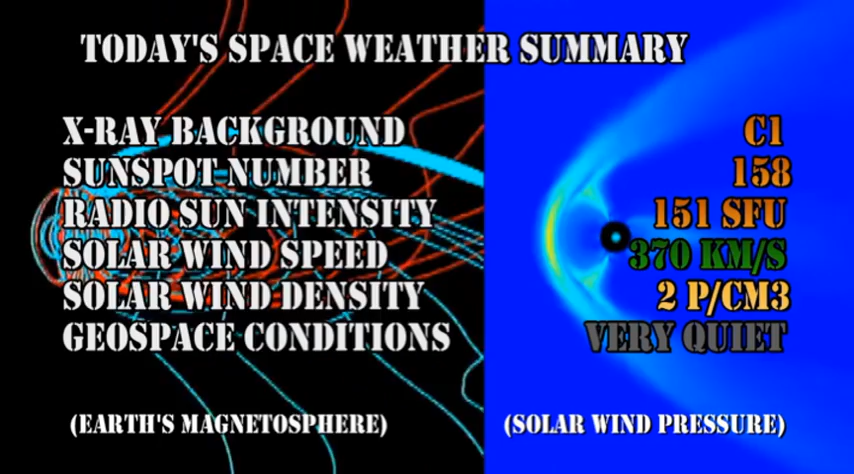 TODAY'S SPACE WEATHER SUMMARY
X-RAY BACKGROUND C1
SUNSPOT NUMBER 158
RADIO SUN INTENSITY 151 SFU
SOLAR WIND SPEED 370 KM/S
SOLAR WIND DENSITY 2 P/CM3
GEOSPACE CONDITIONS VERY QUIET
(EARTH'S MAGNETOSPHERE) (SOLAR WIND PRESSURE)